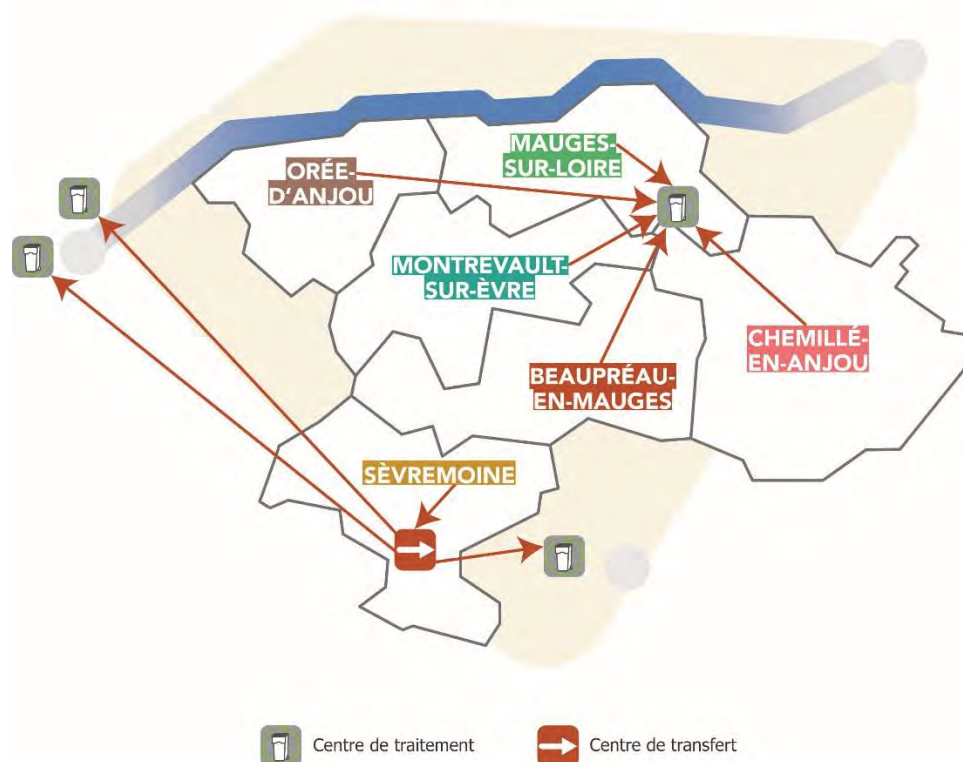 MAUGES-
SUR-LOIRE
ORÉE-
D'ANJOU
MONTREVAULT-
SUR-ÈVRE
CHEMILLÉ-
EN-ANJOU
BEAUPRÉAU-
EN-MAUGES
SÈVREMOINE
Centre de traitement
Centre de transfert